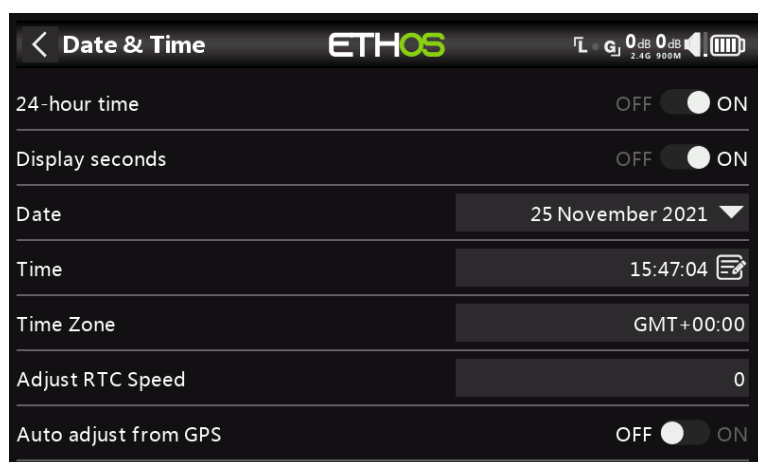 Date & Time ETHOS L G 0dB 2.4G 0dB 900M
24-hour time OFF ON
Display seconds OFF ON
Date 25 November 2021
Time 15:47:04
Time Zone GMT+00:00
Adjust RTC Speed 0
Auto adjust from GPS OFF ON